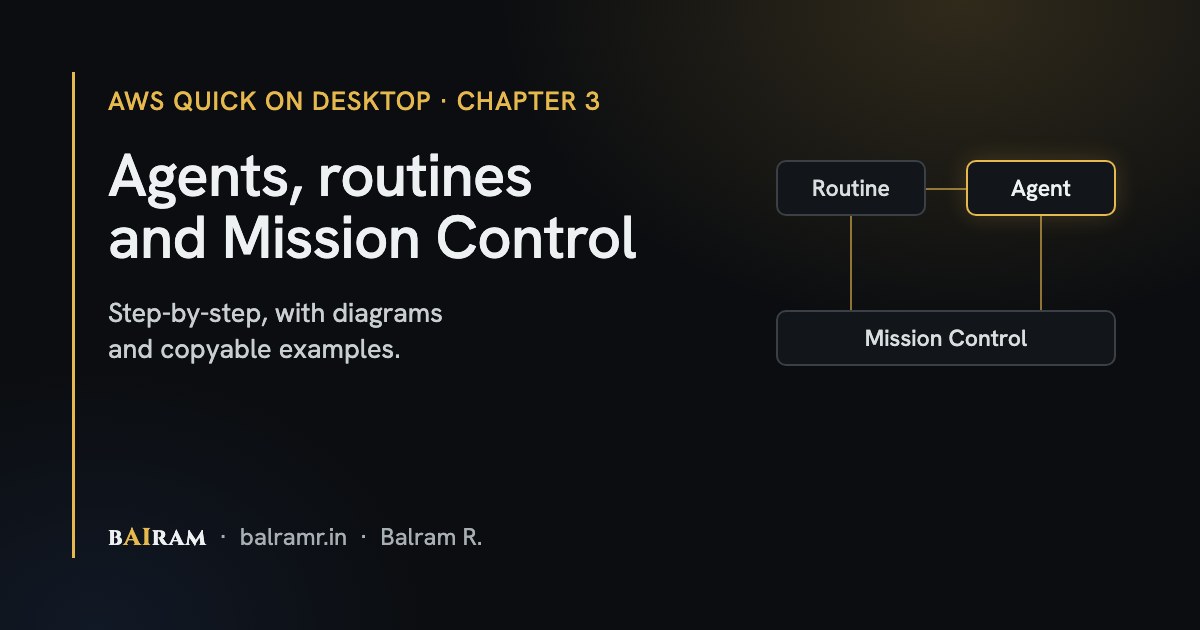 AWS QUICK ON DESKTOP · CHAPTER 3
Agents, routines
and Mission Control
Step-by-step, with diagrams
and copyable examples.
Routine
Agent
Mission Control
BAIRAM · balramr.in · Balram R.